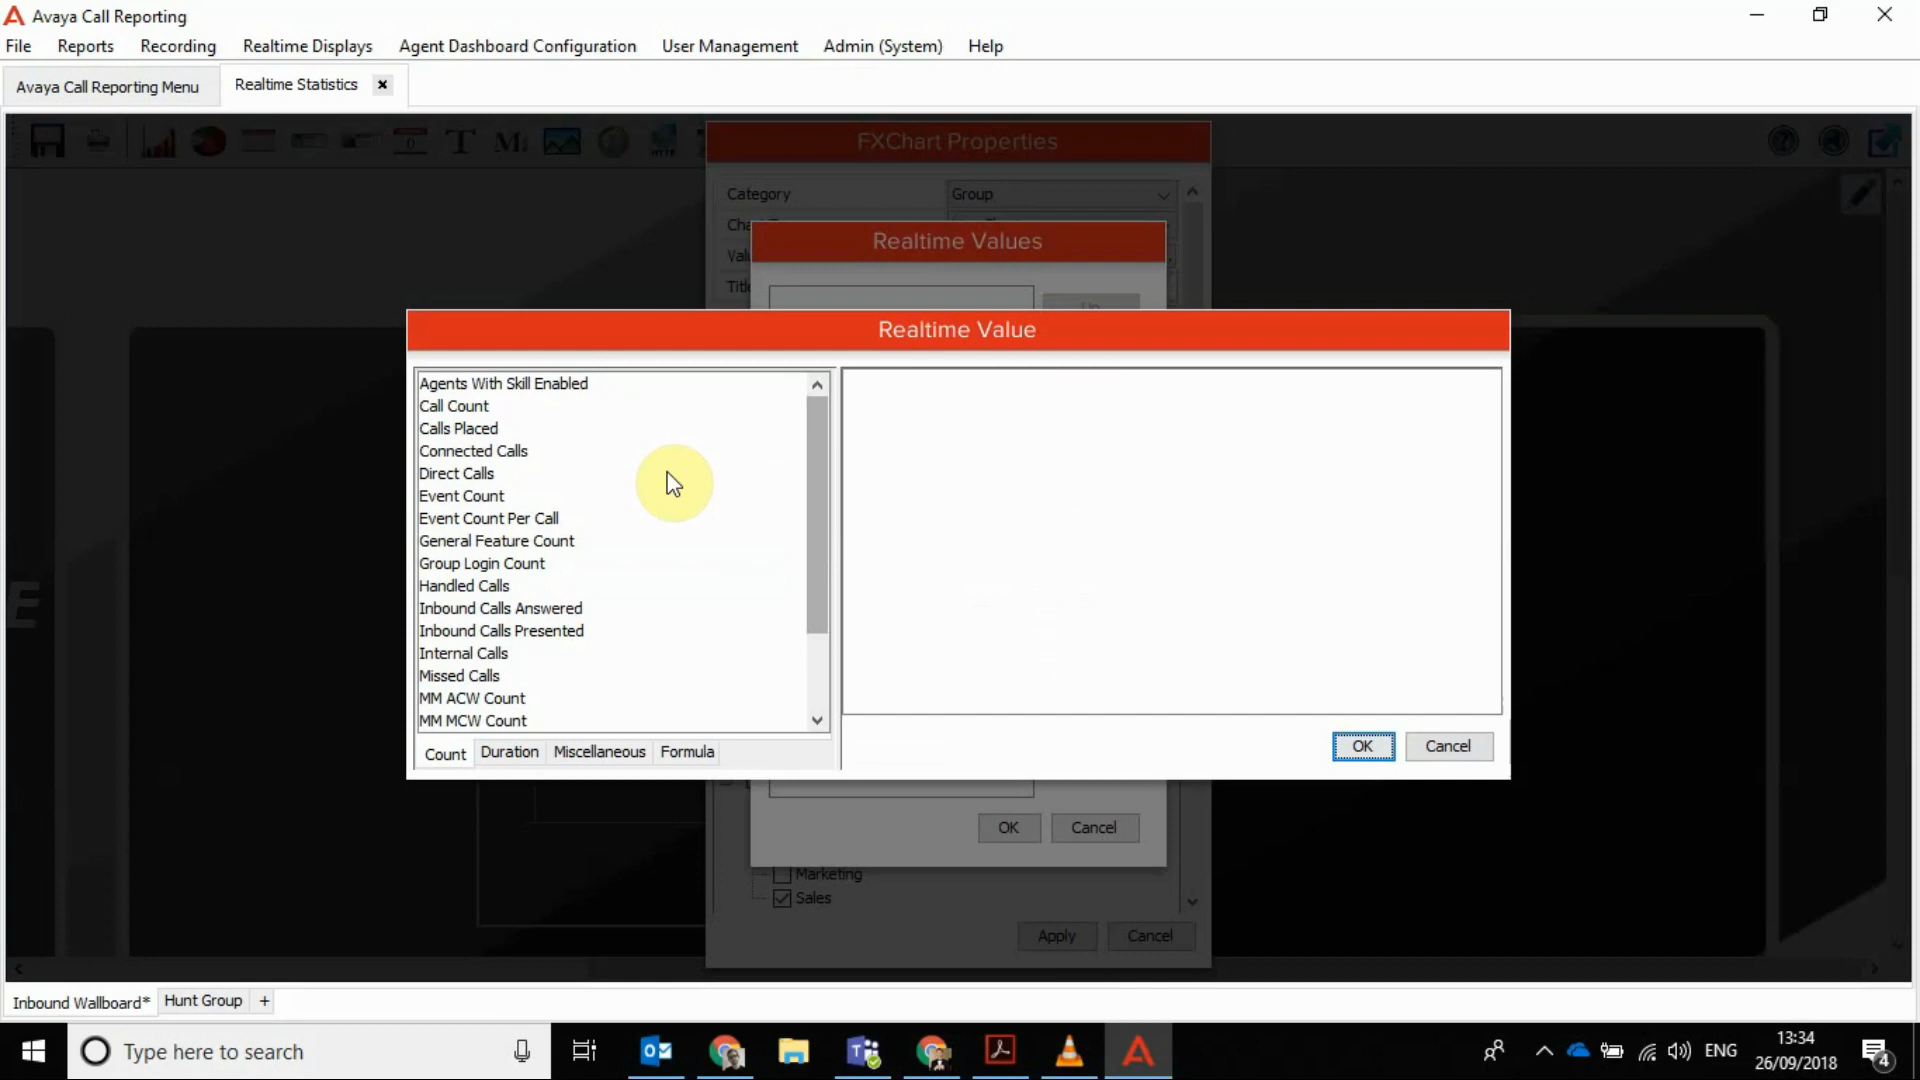 Avaya Call Reporting
File Reports Recording Realtime Displays Agent Dashboard Configuration User Management Admin (System) Help
Avaya Call Reporting Menu Realtime Statistics
FXChart Properties
Category Group
Realtime Values
Title
Realtime Value
Agents With Skill Enabled
Call Count
Calls Placed
Connected Calls
Direct Calls
Event Count
Event Count Per Call
General Feature Count
Group Login Count
Handled Calls
Inbound Calls Answered
Inbound Calls Presented
Internal Calls
Missed Calls
MM ACW Count
MM MCW Count
Count Duration Miscellaneous Formula
OK Cancel
OK Cancel
Marketing
Sales
Apply Cancel
Inbound Wallboard* Hunt Group +
Type here to search
ENG
13:34
26/09/2018
4